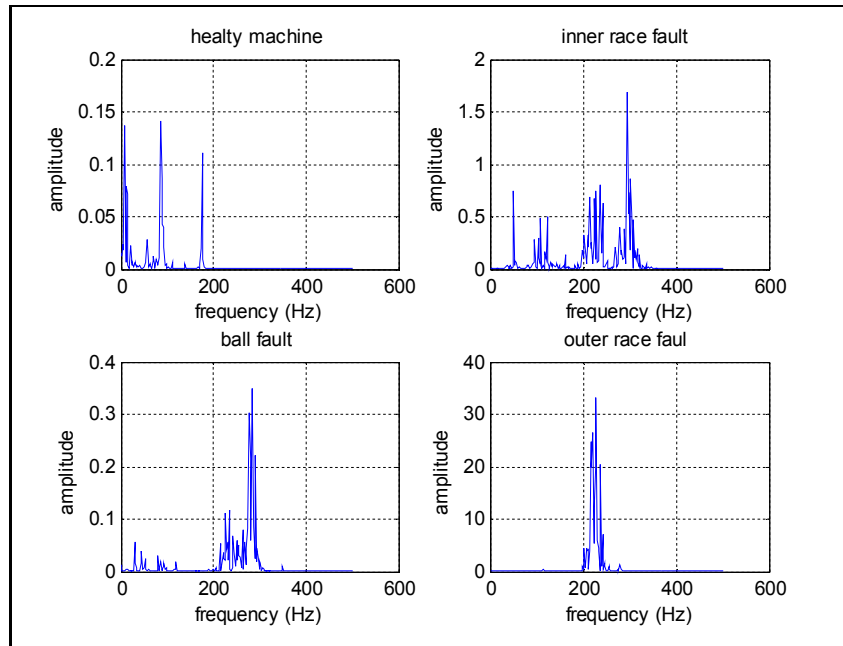 healty machine
0.2
0.15
0.1
0.05
0
amplitude
0 200 400 600
frequency (Hz)
inner race fault
2
1.5
1
0.5
0
amplitude
0 200 400 600
frequency (Hz)
ball fault
0.4
0.3
0.2
0.1
0
amplitude
0 200 400 600
frequency (Hz)
outer race faul
40
30
20
10
0
amplitude
0 200 400 600
frequency (Hz)